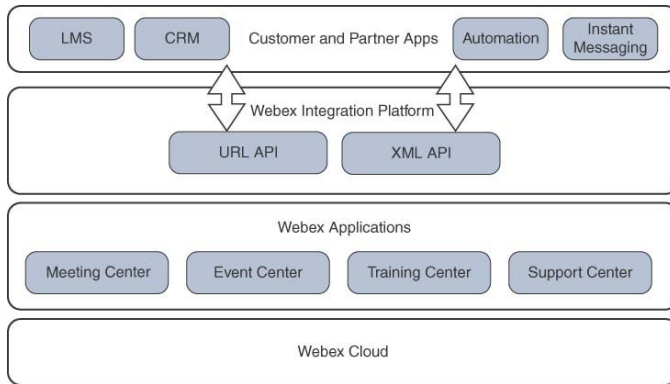 LMS
CRM
Customer and Partner Apps
Automation
Instant
Messaging
Webex Integration Platform
URL API
XML API
Webex Applications
Meeting Center
Event Center
Training Center
Support Center
Webex Cloud